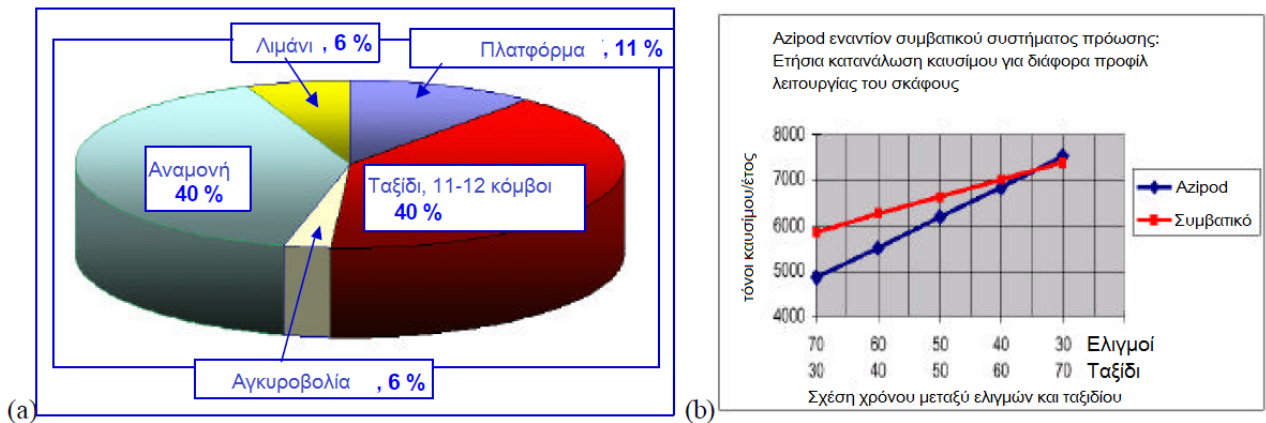 Λιμάνι , 6 %
Πλατφόρμα , 11 %
Αναμονή
40 %
Ταξίδι, 11-12 κόμβοι
40 %
Αγκυροβολία , 6 %
(a)
Azipod εναντίον συμβατικού συστήματος πρόωσης:
Ετήσια κατανάλωση καυσίμου για διάφορα προφίλ
λειτουργίας του σκάφους
τόνοι καυσίμου/έτος
8000
7000
6000
5000
4000
70 60 50 40 30 Ελιγμοί
30 40 50 60 70 Ταξίδι
Σχέση χρόνου μεταξύ ελιγμών και ταξιδίου
Azipod
Συμβατικό
(b)